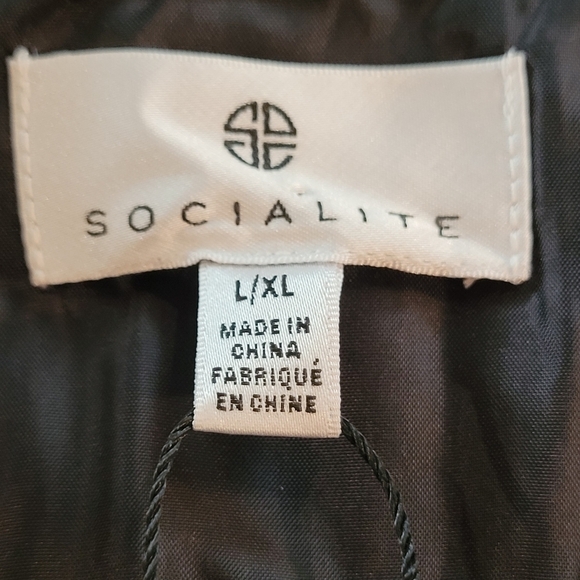 SOCIALITE
L/XL
MADE IN
CHINA
FABRIQUÉ
EN CHINE